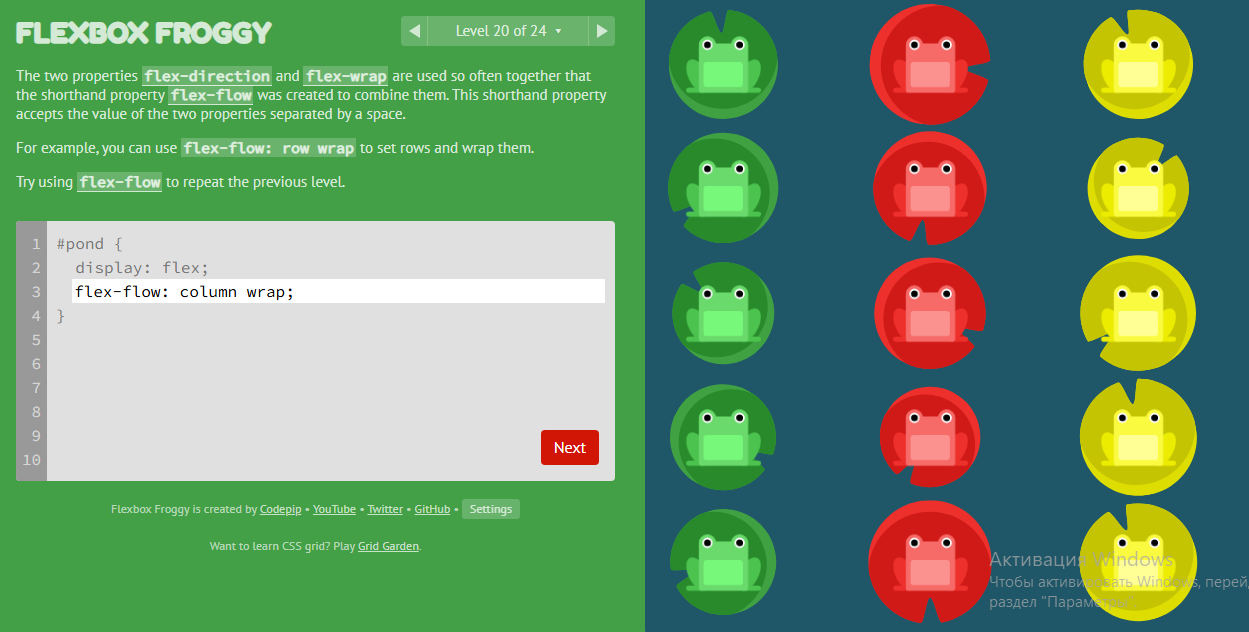 FLEXBOX FROGGY
Level 20 of 24
The two properties flex-direction and flex-wrap are used so often together that
the shorthand property flex-flow was created to combine them. This shorthand property
accepts the value of the two properties separated by a space.
For example, you can use flex-flow: row wrap to set rows and wrap them.
Try using flex-flow to repeat the previous level.
1 #pond {
2 display: flex;
3 flex-flow: column wrap;
4 }
5
6
7
8
9
10
Next
Flexbox Froggy is created by Codepip • YouTube • Twitter • GitHub • Settings
Want to learn CSS grid? Play Grid Garden.
Активация Windows
Чтобы активировать Windows, перей
раздел "Параметры"